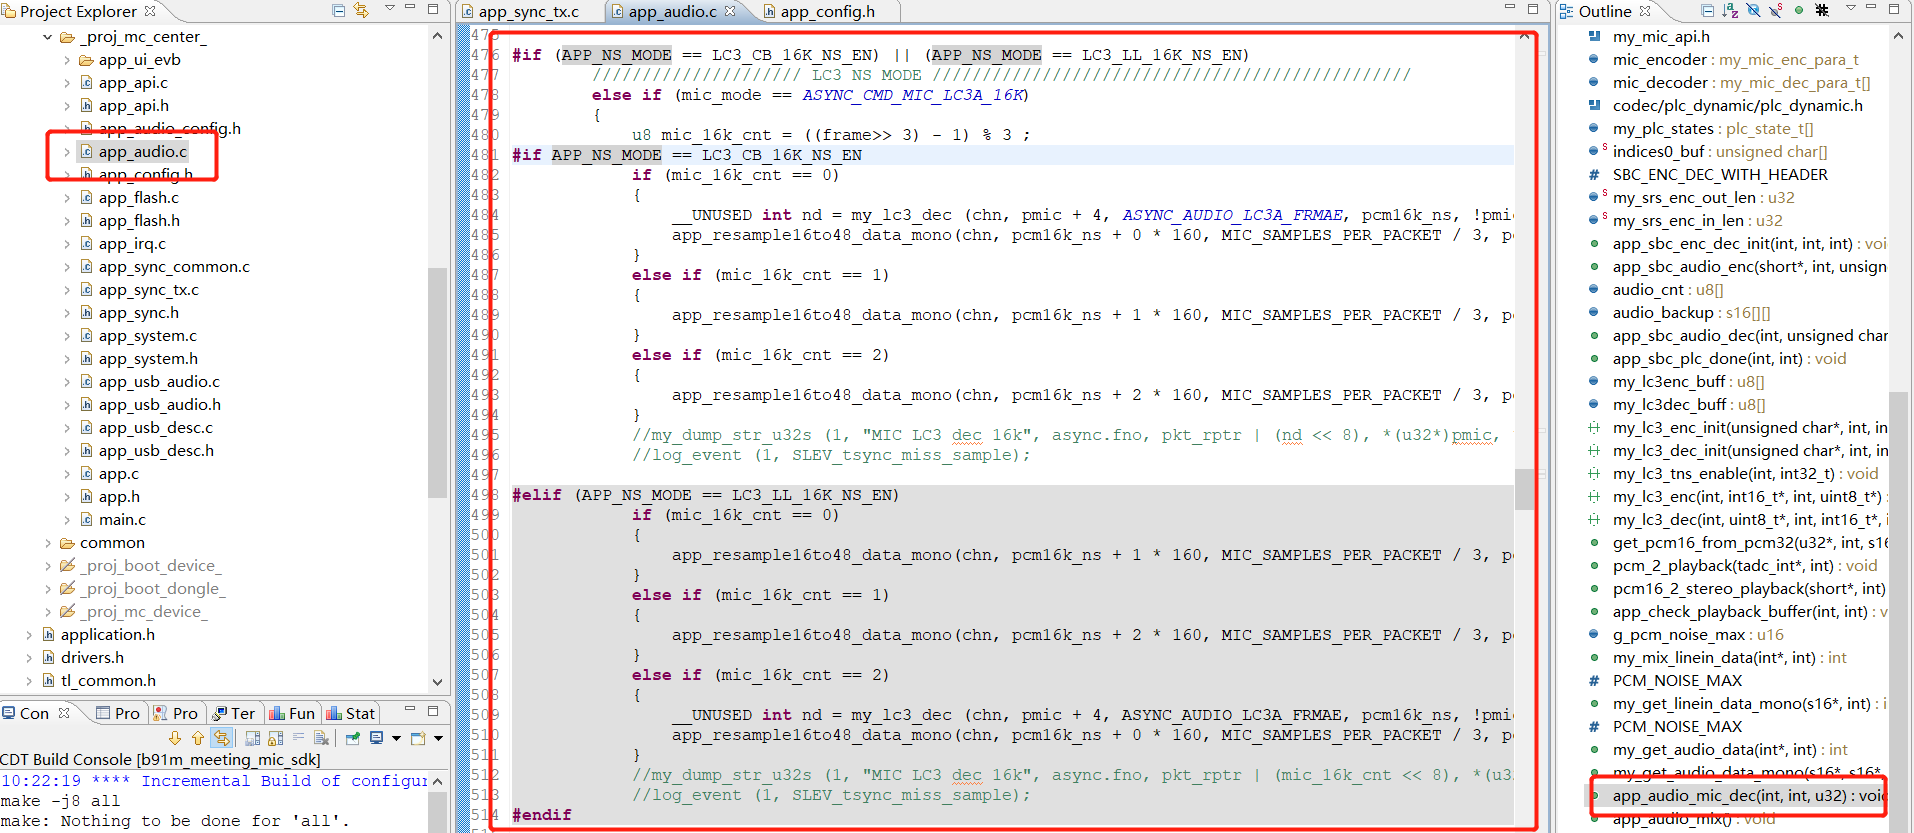 Project Explorer
_proj_mc_center_
app_ui_evb
app_api.c
app_api.h
app_audio_config.h
app_audio.c
app_config.h
app_flash.c
app_flash.h
app_irq.c
app_sync_common.c
app_sync_tx.c
app_sync.h
app_system.c
app_system.h
app_usb_audio.c
app_usb_audio.h
app_usb_desc.c
app_usb_desc.h
app.c
app.h
main.c
common
_proj_boot_device_
_proj_boot_dongle_
_proj_mc_device_
application.h
drivers.h
tl_common.h
Con Pro Pro Ter Fun Stat
CDT Build Console [b91m_meeting_mic_sdk]
10:22:19 **** Incremental Build of configur
make -j8 all
make: Nothing to be done for 'all'.
app_sync_tx.c app_audio.c app_config.h
475
476 #if (APP_NS_MODE == LC3_CB_16K_NS_EN) || (APP_NS_MODE == LC3_LL_16K_NS_EN)
477 ///////////////////// LC3 NS MODE ////////////////////////////////////////////////
478 else if (mic_mode == ASYNC_CMD_MIC_LC3A_16K)
479 {
480 u8 mic_16k_cnt = ((frame>> 3) - 1) % 3 ;
481 #if APP_NS_MODE == LC3_CB_16K_NS_EN
482 if (mic_16k_cnt == 0)
483 {
484 __UNUSED int nd = my_lc3_dec (chn, pmic + 4, ASYNC_AUDIO_LC3A_FRMAE, pcm16k_ns, !pmic
485 app_resample16to48_data_mono(chn, pcm16k_ns + 0 * 160, MIC_SAMPLES_PER_PACKET / 3, p
486 }
487 else if (mic_16k_cnt == 1)
488 {
489 app_resample16to48_data_mono(chn, pcm16k_ns + 1 * 160, MIC_SAMPLES_PER_PACKET / 3, p
490 }
491 else if (mic_16k_cnt == 2)
492 {
493 app_resample16to48_data_mono(chn, pcm16k_ns + 2 * 160, MIC_SAMPLES_PER_PACKET / 3, p
494 }
495 //my_dump_str_u32s (1, "MIC LC3 dec 16k", async.fno, pkt_rptr | (nd << 8), *(u32*)pmic,
496 //log_event (1, SLEV_tsync_miss_sample);
497
498 #elif (APP_NS_MODE == LC3_LL_16K_NS_EN)
499 if (mic_16k_cnt == 0)
500 {
501 app_resample16to48_data_mono(chn, pcm16k_ns + 1 * 160, MIC_SAMPLES_PER_PACKET / 3, p
502 }
503 else if (mic_16k_cnt == 1)
504 {
505 app_resample16to48_data_mono(chn, pcm16k_ns + 2 * 160, MIC_SAMPLES_PER_PACKET / 3, p
506 }
507 else if (mic_16k_cnt == 2)
508 {
509 __UNUSED int nd = my_lc3_dec (chn, pmic + 4, ASYNC_AUDIO_LC3A_FRMAE, pcm16k_ns, !pmic
510 app_resample16to48_data_mono(chn, pcm16k_ns + 0 * 160, MIC_SAMPLES_PER_PACKET / 3, p
511 }
512 //my_dump_str_u32s (1, "MIC LC3 dec 16k", async.fno, pkt_rptr | (mic_16k_cnt << 8), *(u3
513 //log_event (1, SLEV_tsync_miss_sample);
514 #endif
Outline
my_mic_api.h
mic_encoder : my_mic_enc_para_t
mic_decoder : my_mic_dec_para_t[]
codec/plc_dynamic/plc_dynamic.h
my_plc_states : plc_state_t[]
indices0_buf : unsigned char[]
SBC_ENC_DEC_WITH_HEADER
my_srs_enc_out_len : u32
my_srs_enc_in_len : u32
app_sbc_enc_dec_init(int, int, int) : voi
app_sbc_audio_enc(short*, int, unsign
audio_cnt : u8[]
audio_backup : s16[][]
app_sbc_audio_dec(int, unsigned char
app_sbc_plc_done(int, int) : void
my_lc3enc_buff : u8[]
my_lc3dec_buff : u8[]
my_lc3_enc_init(unsigned char*, int, in
my_lc3_dec_init(unsigned char*, int, in
my_lc3_tns_enable(int, int32_t) : void
my_lc3_enc(int, int16_t*, int, uint8_t*) :
my_lc3_dec(int, uint8_t*, int, int16_t*, i
get_pcm16_from_pcm32(u32*, int, s16
pcm_2_playback(tadc_int*, int) : void
pcm16_2_stereo_playback(short*, int)
app_check_playback_buffer(int, int) : v
g_pcm_noise_max : u16
my_mix_linein_data(int*, int) : int
PCM_NOISE_MAX
my_get_linein_data_mono(s16*, int) : i
PCM_NOISE_MAX
my_get_audio_data(int*, int) : int
my_get_audio_data_mono(s16*, s16*,
app_audio_mic_dec(int, int, u32) : void
app_audio_mix() : void